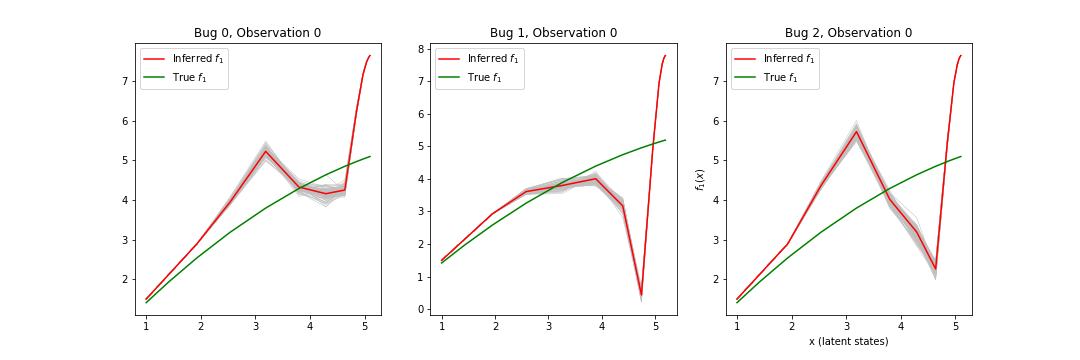 Bug 0, Observation 0
Inferred f₁
True f₁
7
6
5
4
3
2
1 2 3 4 5
Bug 1, Observation 0
Inferred f₁
True f₁
8
7
6
5
4
3
2
1
0
1 2 3 4 5
Bug 2, Observation 0
Inferred f₁
True f₁
f₁(x)
7
6
5
4
3
2
1 2 3 4 5
x (latent states)